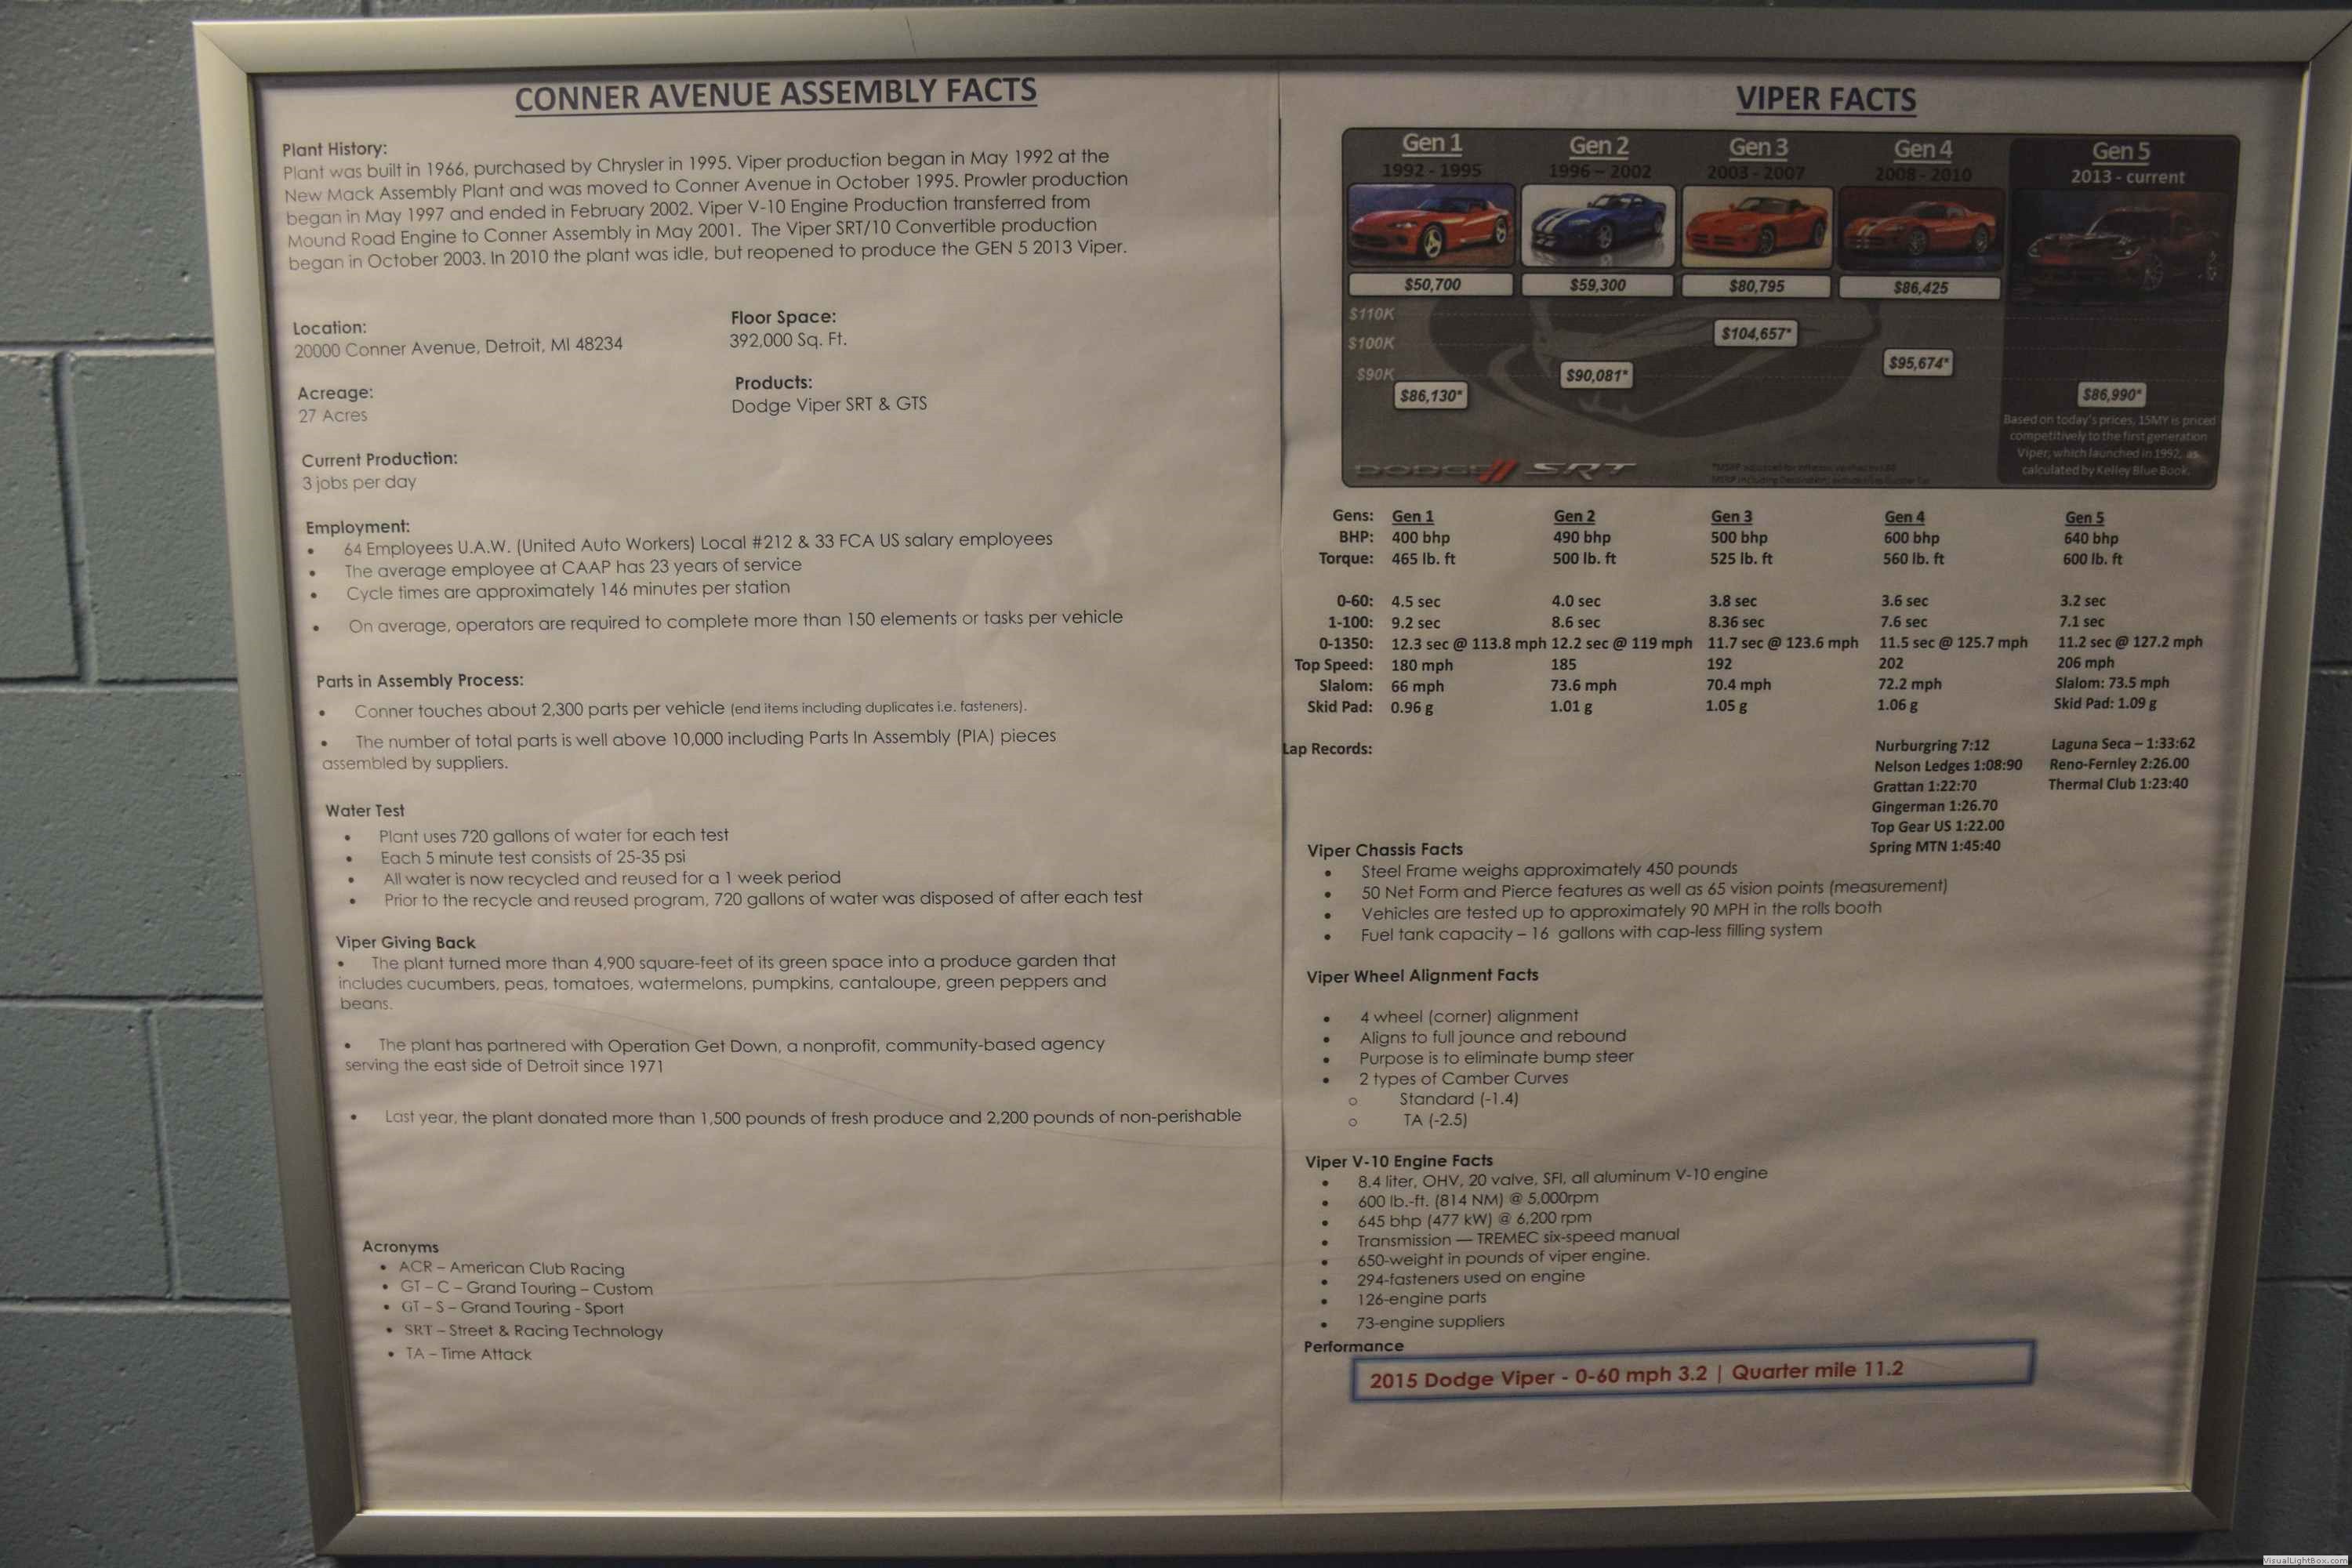 CONNER AVENUE ASSEMBLY FACTS
Plant History:
Plant was built in 1966, purchased by Chrysler in 1995. Viper production began in May 1992 at the
New Mack Assembly Plant and was moved to Conner Avenue in October 1995. Prowler production
began in May 1997 and ended in February 2002. Viper V-10 Engine Production transferred from
Mound Road Engine to Conner Assembly in May 2001. The Viper SRT/10 Convertible production
began in October 2003. In 2010 the plant was idle, but reopened to produce the GEN 5 2013 Viper.
Location:
20000 Conner Avenue, Detroit, MI 48234
Floor Space:
392,000 Sq. Ft.
Acreage:
27 Acres
Products:
Dodge Viper SRT & GTS
Current Production:
3 jobs per day
Employment:
• 64 Employees U.A.W. (United Auto Workers) Local #212 & 33 FCA US salary employees
• The average employee at CAAP has 23 years of service
• Cycle times are approximately 146 minutes per station
• On average, operators are required to complete more than 150 elements or tasks per vehicle
Parts in Assembly Process:
• Conner touches about 2,300 parts per vehicle (end items including duplicates i.e. fasteners).
• The number of total parts is well above 10,000 including Parts In Assembly (PIA) pieces
assembled by suppliers.
Water Test
• Plant uses 720 gallons of water for each test
• Each 5 minute test consists of 25-35 psi
• All water is now recycled and reused for a 1 week period
• Prior to the recycle and reused program, 720 gallons of water was disposed of after each test
Viper Giving Back
• The plant turned more than 4,900 square-feet of its green space into a produce garden that
includes cucumbers, peas, tomatoes, watermelons, pumpkins, cantaloupe, green peppers and
beans.
• The plant has partnered with Operation Get Down, a nonprofit, community-based agency
serving the east side of Detroit since 1971
• Last year, the plant donated more than 1,500 pounds of fresh produce and 2,200 pounds of non-perishable
Acronyms
• ACR – American Club Racing
• GT – C – Grand Touring – Custom
• GT – S – Grand Touring - Sport
• SRT – Street & Racing Technology
• TA – Time Attack
VIPER FACTS
Gen 1 Gen 2 Gen 3 Gen 4 Gen 5
1992 - 1995 1996 – 2002 2003 - 2007 2008 - 2010 2013 - current
$50,700 $59,300 $80,795 $86,425
$110K
$104,657*
$100K
$95,674*
$90K
$90,081*
$86,130*
$86,990*
Based on today's prices, 15MY is priced
competitively to the first generation
Viper, which launched in 1992, as
calculated by Kelley Blue Book.
DODGE SRT
Gens: Gen 1 Gen 2 Gen 3 Gen 4 Gen 5
BHP: 400 bhp 490 bhp 500 bhp 600 bhp 640 bhp
Torque: 465 lb. ft 500 lb. ft 525 lb. ft 560 lb. ft 600 lb. ft
0-60: 4.5 sec 4.0 sec 3.8 sec 3.6 sec 3.2 sec
1-100: 9.2 sec 8.6 sec 8.36 sec 7.6 sec 7.1 sec
0-1350: 12.3 sec @ 113.8 mph 12.2 sec @ 119 mph 11.7 sec @ 123.6 mph 11.5 sec @ 125.7 mph 11.2 sec @ 127.2 mph
Top Speed: 180 mph 185 192 202 206 mph
Slalom: 66 mph 73.6 mph 70.4 mph 72.2 mph Slalom: 73.5 mph
Skid Pad: 0.96 g 1.01 g 1.05 g 1.06 g Skid Pad: 1.09 g
Lap Records: Nurburgring 7:12 Laguna Seca – 1:33:62
Nelson Ledges 1:08:90 Reno-Fernley 2:26.00
Grattan 1:22:70 Thermal Club 1:23:40
Gingerman 1:26.70
Top Gear US 1:22.00
Spring MTN 1:45:40
Viper Chassis Facts
• Steel Frame weighs approximately 450 pounds
• 50 Net Form and Pierce features as well as 65 vision points (measurement)
• Vehicles are tested up to approximately 90 MPH in the rolls booth
• Fuel tank capacity – 16 gallons with cap-less filling system
Viper Wheel Alignment Facts
• 4 wheel (corner) alignment
• Aligns to full jounce and rebound
• Purpose is to eliminate bump steer
• 2 types of Camber Curves
o Standard (-1.4)
o TA (-2.5)
Viper V-10 Engine Facts
• 8.4 liter, OHV, 20 valve, SFI, all aluminum V-10 engine
• 600 lb.-ft. (814 NM) @ 5,000rpm
• 645 bhp (477 kW) @ 6,200 rpm
• Transmission — TREMEC six-speed manual
• 650-weight in pounds of viper engine.
• 294-fasteners used on engine
• 126-engine parts
• 73-engine suppliers
Performance
2015 Dodge Viper - 0-60 mph 3.2 | Quarter mile 11.2
VisualLightBox.com